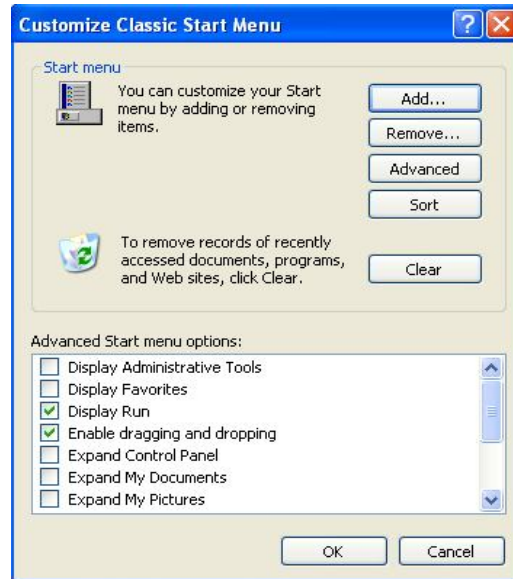 Customize Classic Start Menu
?
X
Start menu
You can customize your Start
menu by adding or removing
items.
Add...
Remove...
Advanced
Sort
To remove records of recently
accessed documents, programs,
and Web sites, click Clear.
Clear
Advanced Start menu options:
Display Administrative Tools
Display Favorites
Display Run
Enable dragging and dropping
Expand Control Panel
Expand My Documents
Expand My Pictures
OK
Cancel